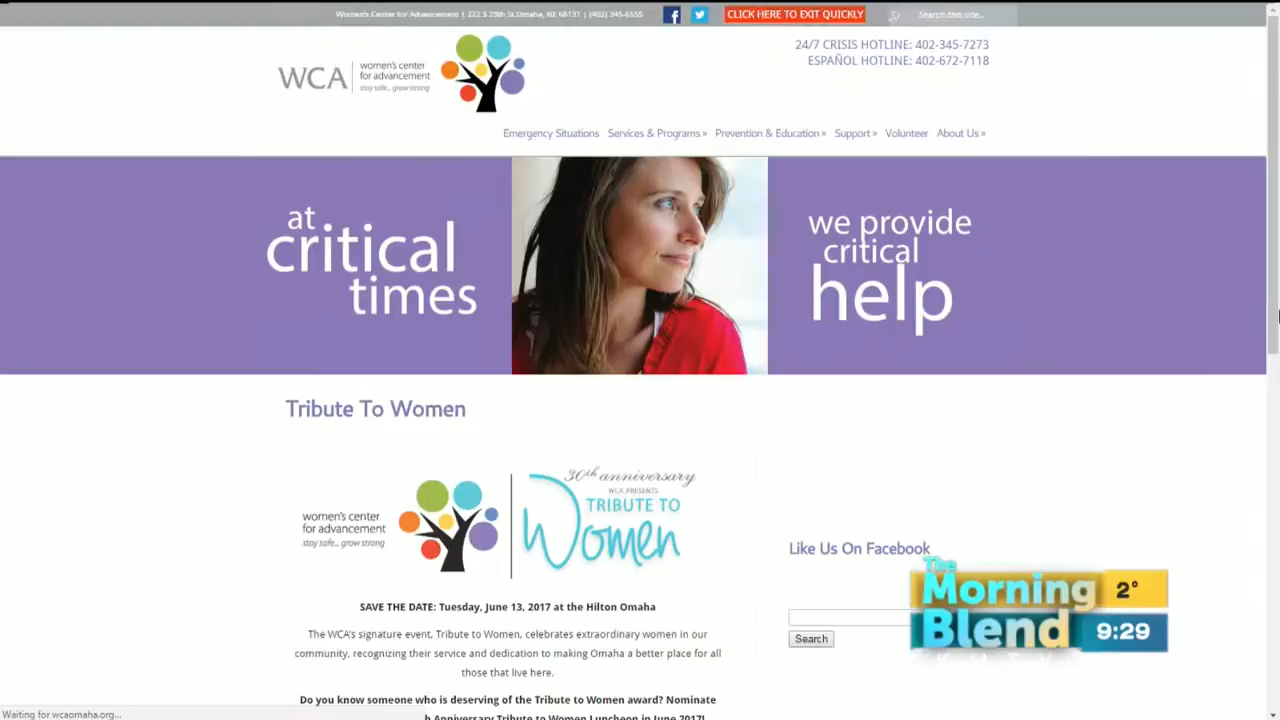 Women's Center for Advancement | 222 S 29th St. Omaha, NE 68131 | (402) 345-6555
CLICK HERE TO EXIT QUICKLY
Search this site...
24/7 CRISIS HOTLINE: 402-345-7273
ESPAÑOL HOTLINE: 402-672-7118
WCA
women's center
for advancement
stay safe... grow strong
Emergency Situations Services & Programs » Prevention & Education » Support » Volunteer About Us »
at
critical
times
we provide
critical
help
Tribute To Women
women's center
for advancement
stay safe... grow strong
30th anniversary
WCA PRESENTS
TRIBUTE TO
Women
SAVE THE DATE: Tuesday, June 13, 2017 at the Hilton Omaha
The WCA's signature event, Tribute to Women, celebrates extraordinary women in our
community, recognizing their service and dedication to making Omaha a better place for all
those that live here.
Do you know someone who is deserving of the Tribute to Women award? Nominate
h Anniversary Tribute to Women Luncheon in June 2017!
Like Us On Facebook
Search
The
Morning
Blend
2°
9:29
Waiting for wcaomaha.org...